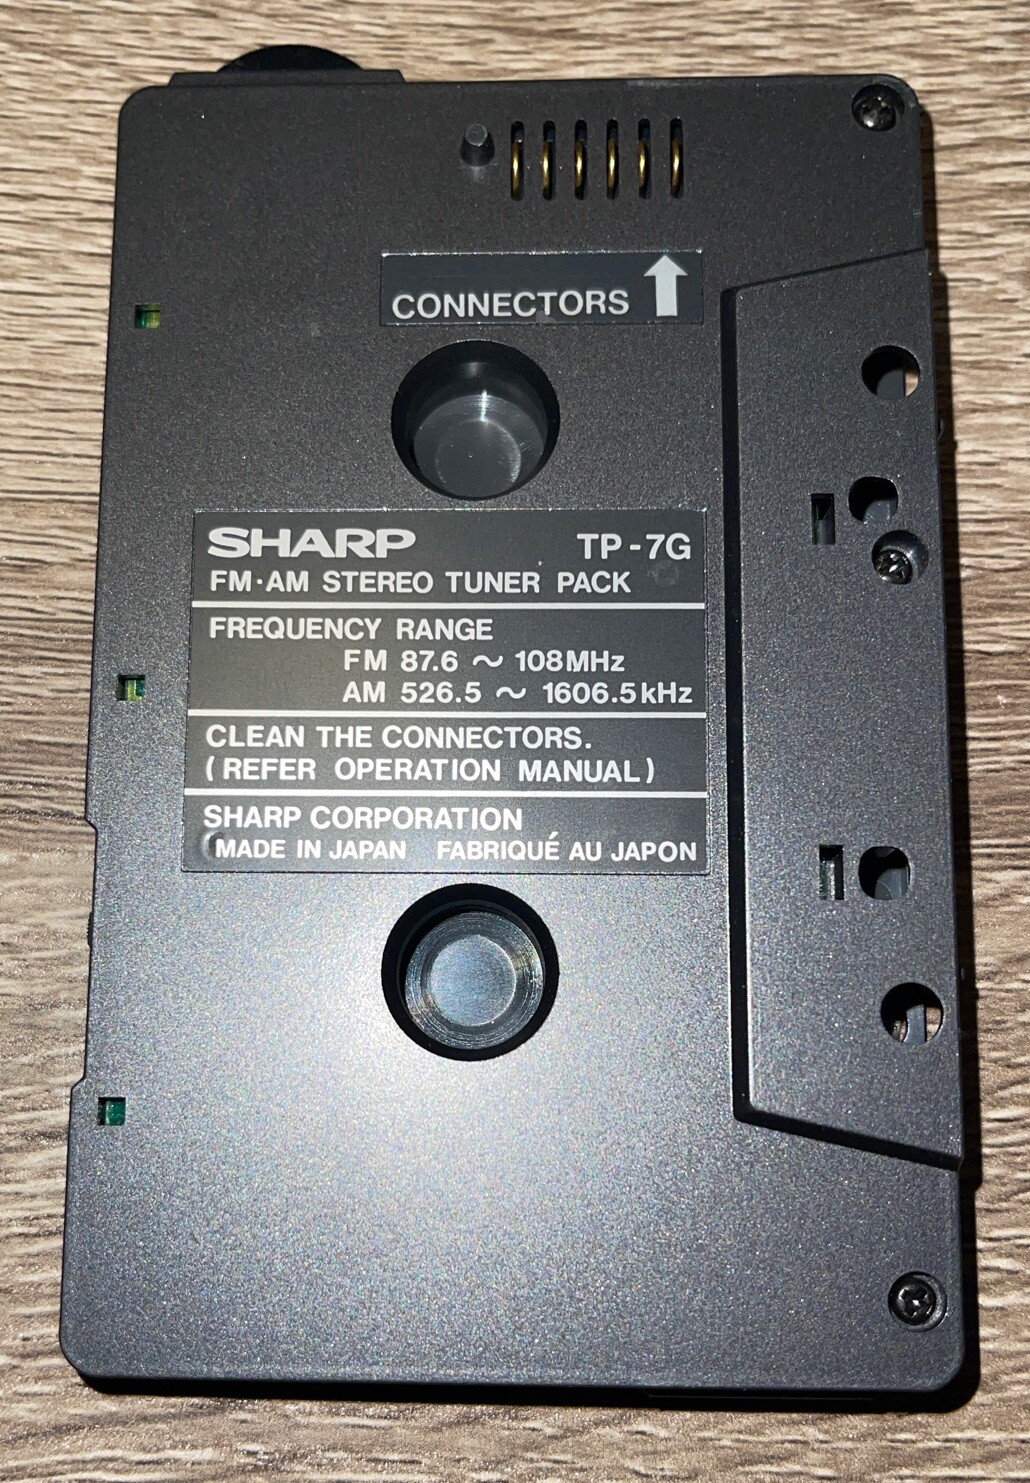 CONNECTORS
SHARP TP-7G
FM·AM STEREO TUNER PACK
FREQUENCY RANGE
FM 87.6 ～ 108MHz
AM 526.5 ～ 1606.5kHz
CLEAN THE CONNECTORS.
(REFER OPERATION MANUAL)
SHARP CORPORATION
MADE IN JAPAN FABRIQUÉ AU JAPON